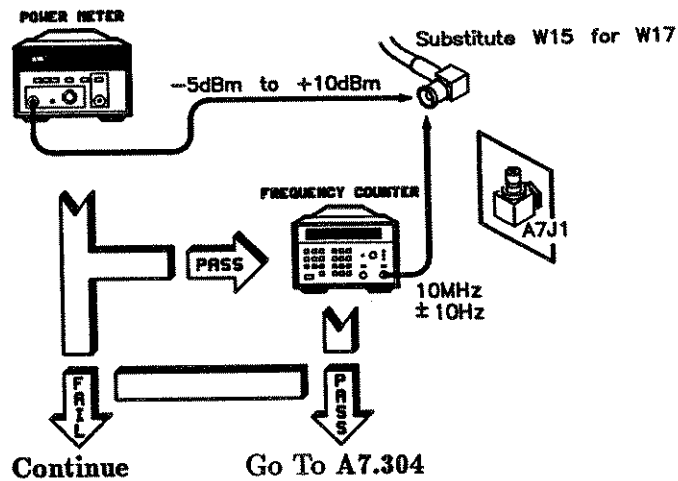 POWER METER
Substitute W15 for W17
-5dBm to +10dBm
FREQUENCY COUNTER
A7J1
PASS
10MHz
± 10Hz
FAIL
PASS
Continue
Go To A7.304